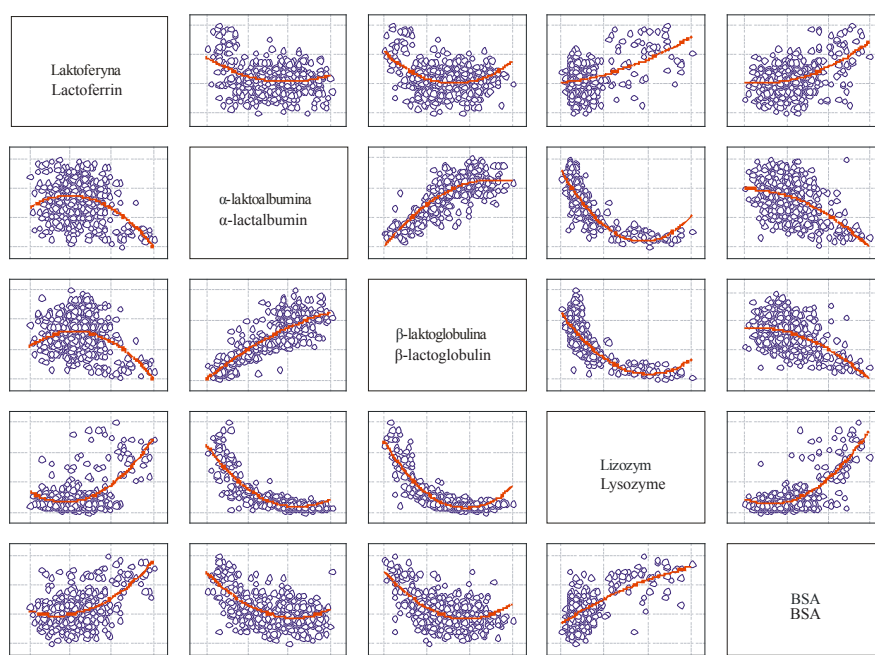 Laktoferyna
Lactoferrin
α-laktoalbumina
α-lactalbumin
β-laktoglobulina
β-lactoglobulin
Lizozym
Lysozyme
BSA
BSA